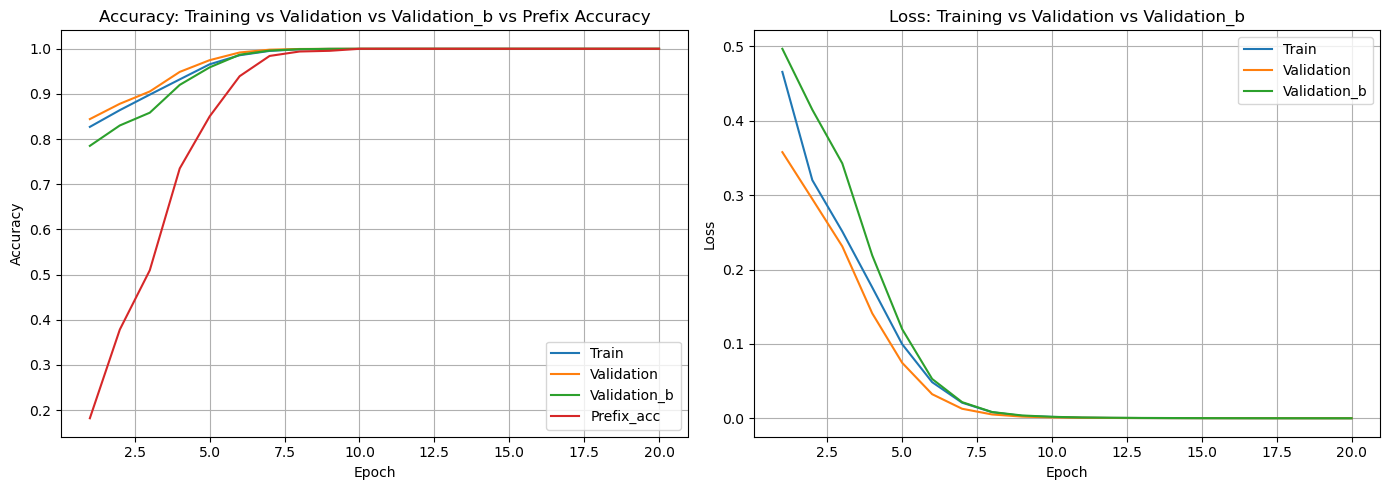 Accuracy: Training vs Validation vs Validation_b vs Prefix Accuracy
Accuracy
1.0
0.9
0.8
0.7
0.6
0.5
0.4
0.3
0.2
2.5 5.0 7.5 10.0 12.5 15.0 17.5 20.0
Epoch
Train
Validation
Validation_b
Prefix_acc
Loss: Training vs Validation vs Validation_b
Loss
0.5
0.4
0.3
0.2
0.1
0.0
2.5 5.0 7.5 10.0 12.5 15.0 17.5 20.0
Epoch
Train
Validation
Validation_b